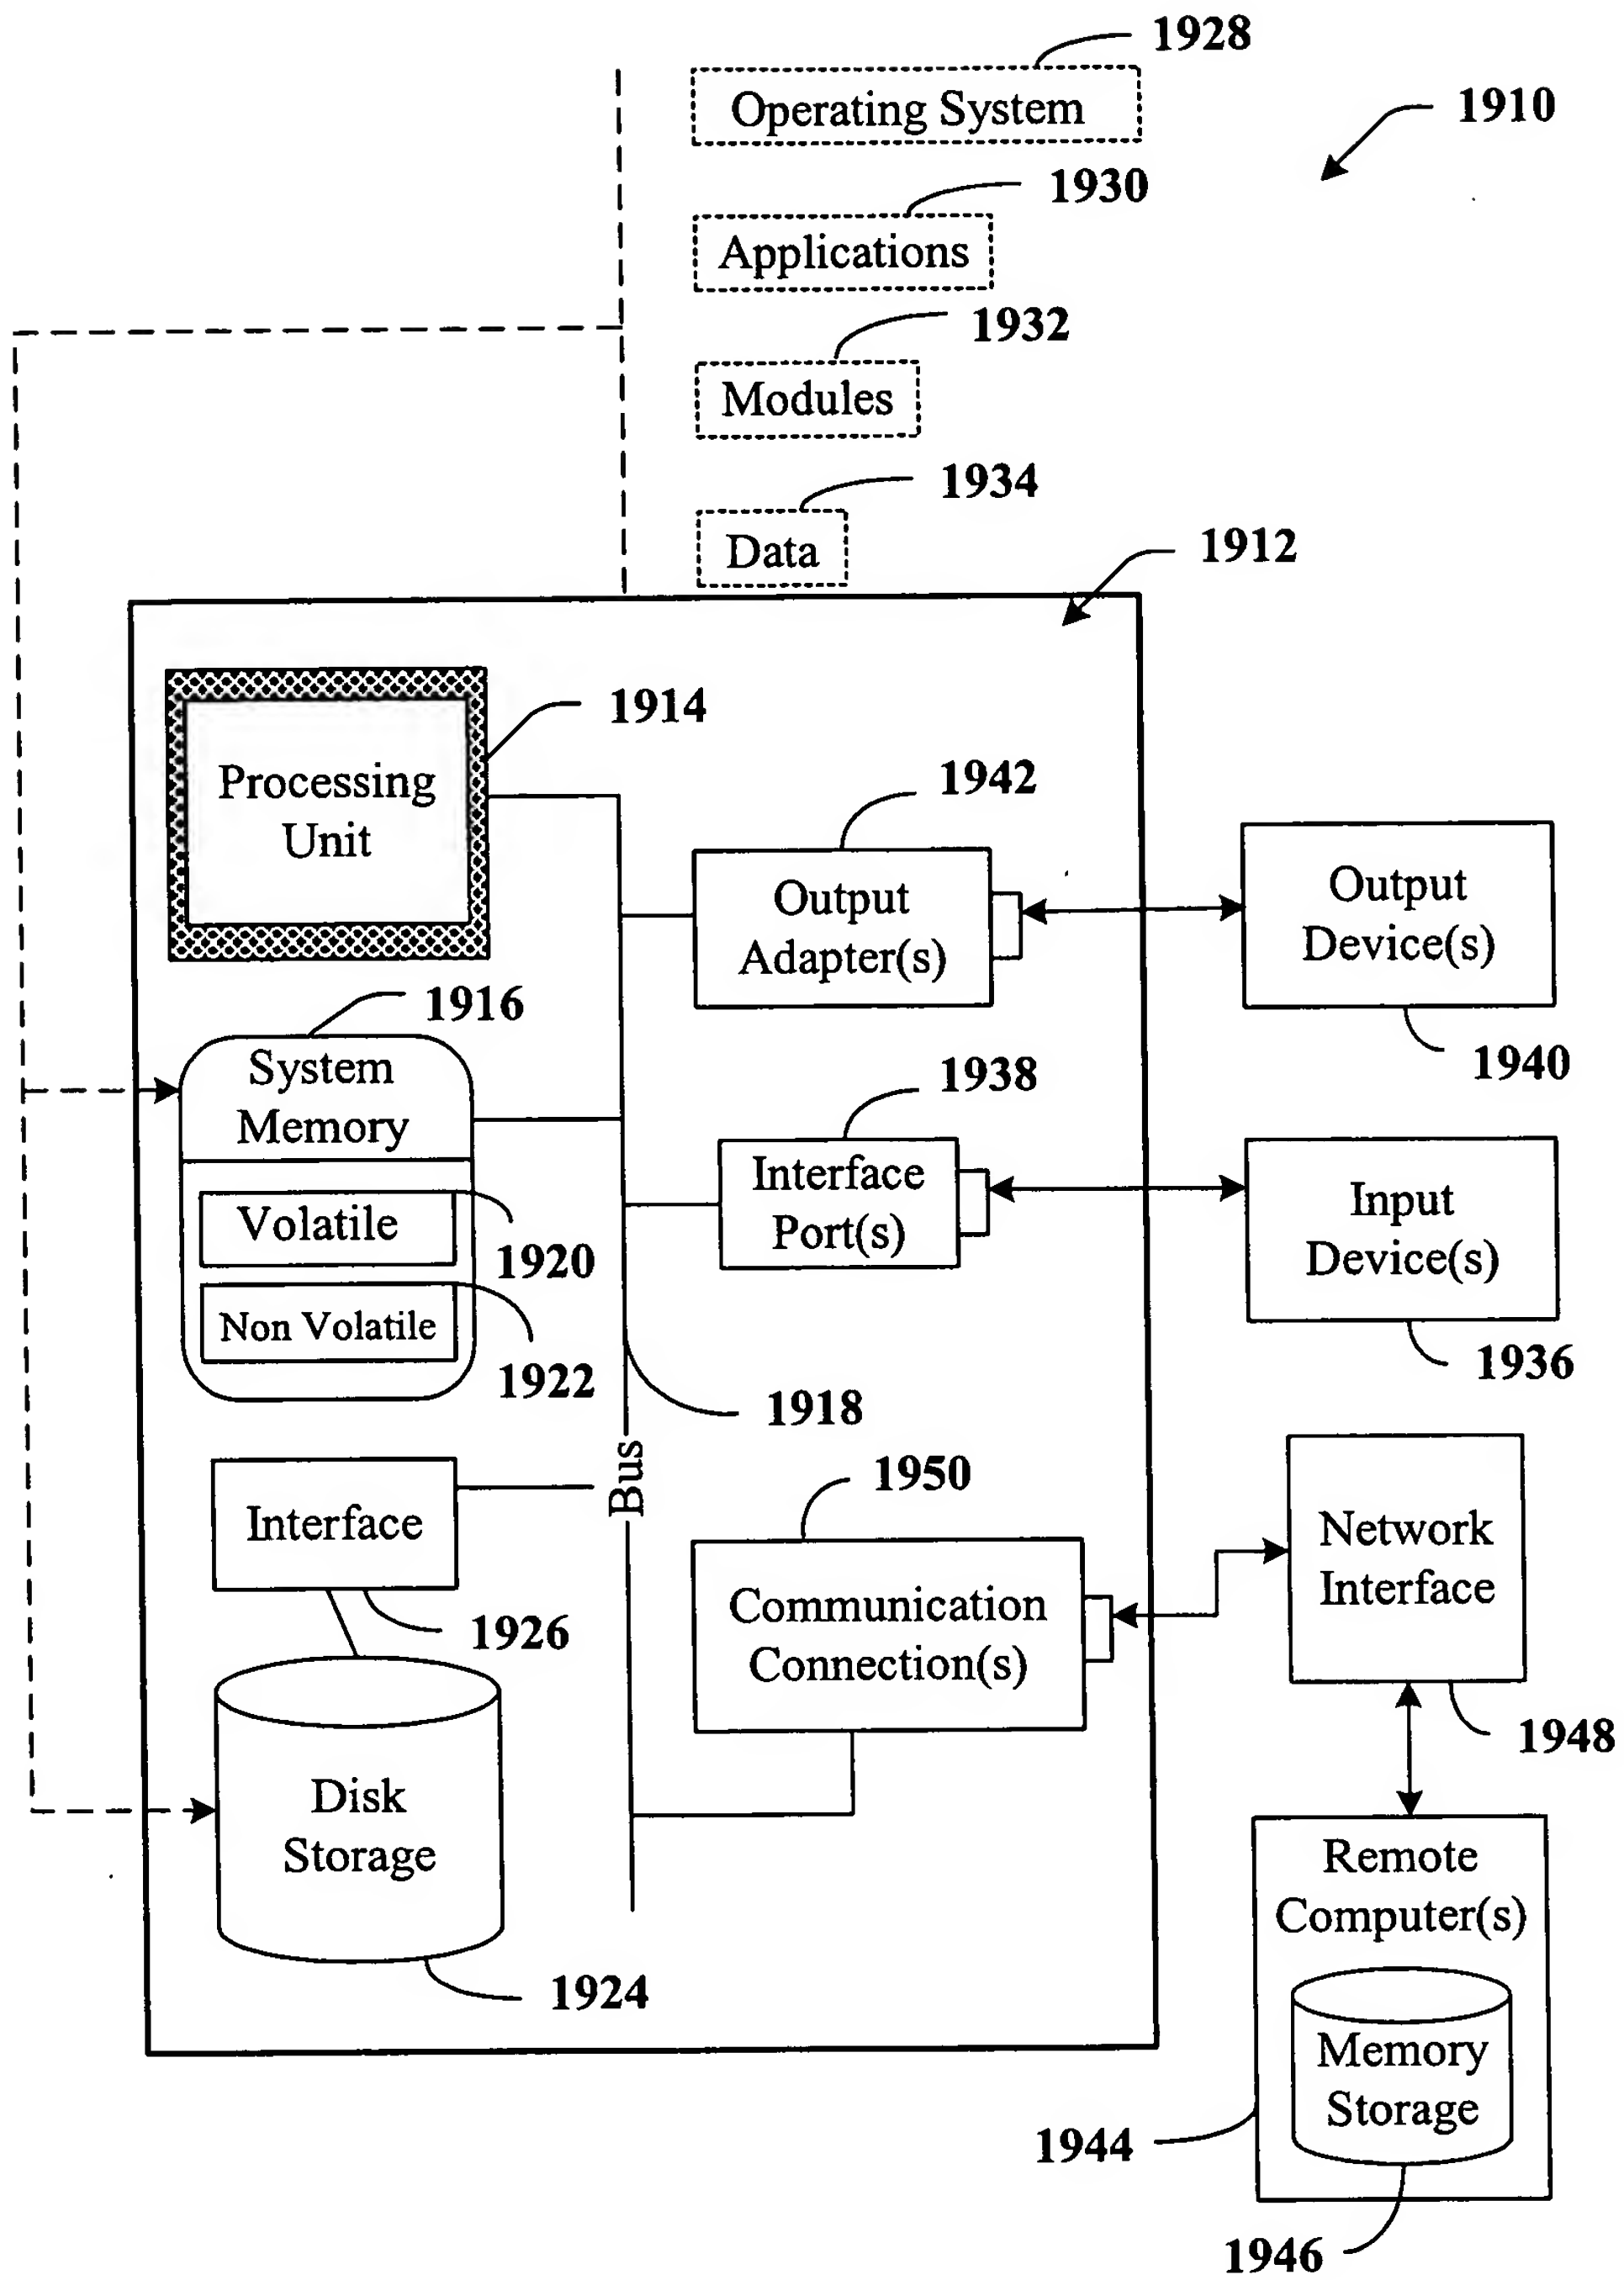 1928
Operating System
1910
1930
Applications
1932
Modules
1934
Data
1912
1914
Processing
Unit
1942
Output
Adapter(s)
Output
Device(s)
1940
1916
System
Memory
1938
Interface
Port(s)
Input
Device(s)
1936
Volatile
1920
Non Volatile
1922
1918
Bus
1950
Interface
1926
Communication
Connection(s)
Network
Interface
1948
Disk
Storage
1924
Remote
Computer(s)
Memory
Storage
1944
1946